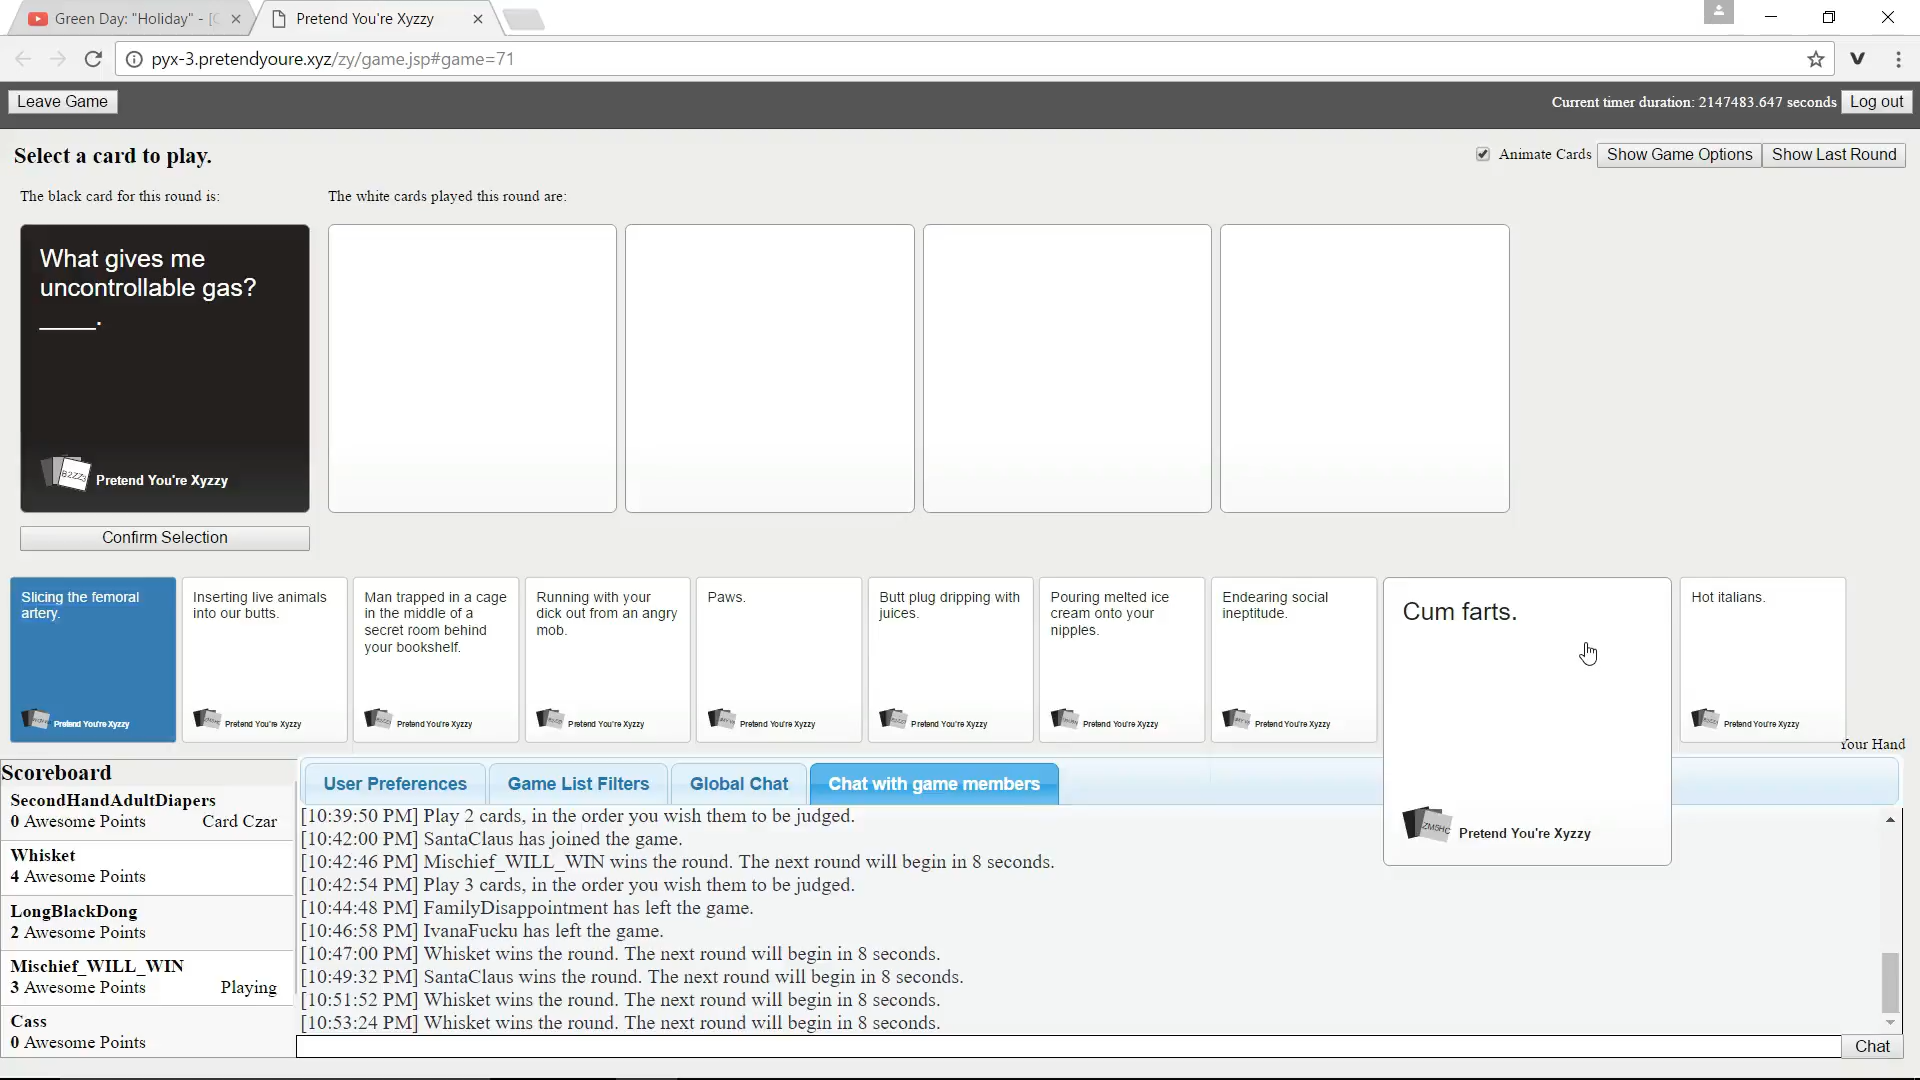 Green Day: "Holiday" - [
Pretend You're Xyzzy
pyx-3.pretendyoure.xyz/zy/game.jsp#game=71
Leave Game
Current timer duration: 2147483.647 seconds
Log out
Select a card to play.
Animate Cards
Show Game Options
Show Last Round
The black card for this round is:
The white cards played this round are:
What gives me
uncontrollable gas?
_____.
Pretend You're Xyzzy
Confirm Selection
Slicing the femoral
artery.
Pretend You're Xyzzy
Inserting live animals
into our butts.
Pretend You're Xyzzy
Man trapped in a cage
in the middle of a
secret room behind
your bookshelf.
Pretend You're Xyzzy
Running with your
dick out from an angry
mob.
Pretend You're Xyzzy
Paws.
Pretend You're Xyzzy
Butt plug dripping with
juices.
Pretend You're Xyzzy
Pouring melted ice
cream onto your
nipples.
Pretend You're Xyzzy
Endearing social
ineptitude.
Pretend You're Xyzzy
Cum farts.
ZM5HC
Pretend You're Xyzzy
Hot italians.
Pretend You're Xyzzy
Your Hand
Scoreboard
SecondHandAdultDiapers
0 Awesome Points Card Czar
Whisket
4 Awesome Points
LongBlackDong
2 Awesome Points
Mischief_WILL_WIN
3 Awesome Points Playing
Cass
0 Awesome Points
User Preferences
Game List Filters
Global Chat
Chat with game members
[10:39:50 PM] Play 2 cards, in the order you wish them to be judged.
[10:42:00 PM] SantaClaus has joined the game.
[10:42:46 PM] Mischief_WILL_WIN wins the round. The next round will begin in 8 seconds.
[10:42:54 PM] Play 3 cards, in the order you wish them to be judged.
[10:44:48 PM] FamilyDisappointment has left the game.
[10:46:58 PM] IvanaFucku has left the game.
[10:47:00 PM] Whisket wins the round. The next round will begin in 8 seconds.
[10:49:32 PM] SantaClaus wins the round. The next round will begin in 8 seconds.
[10:51:52 PM] Whisket wins the round. The next round will begin in 8 seconds.
[10:53:24 PM] Whisket wins the round. The next round will begin in 8 seconds.
Chat